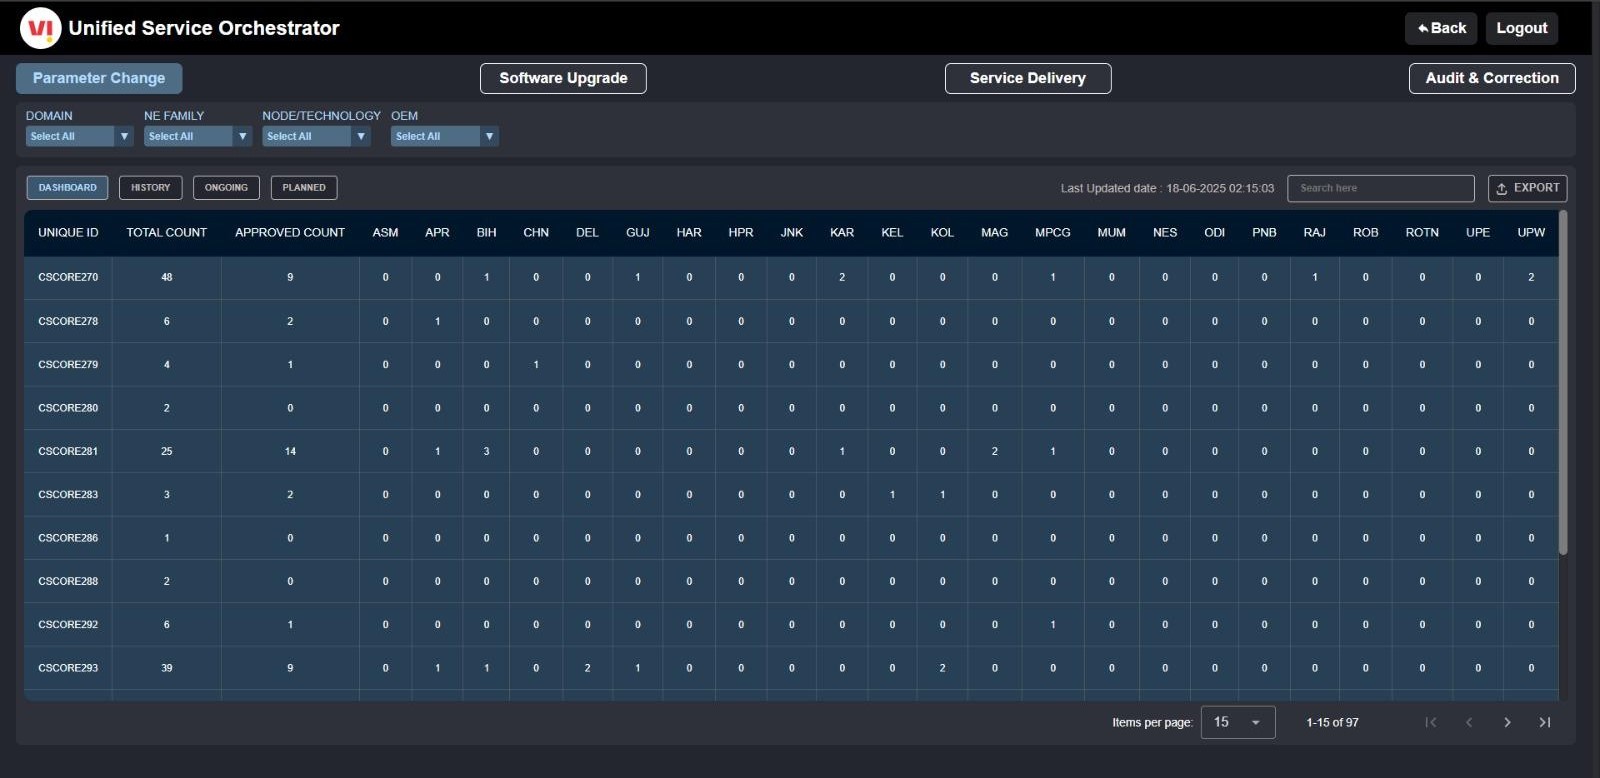 VI! Unified Service Orchestrator Back Logout
Parameter Change Software Upgrade Service Delivery Audit & Correction
DOMAIN NE FAMILY NODE/TECHNOLOGY OEM
Select All Select All Select All Select All
DASHBOARD HISTORY ONGOING PLANNED Last Updated date : 18-06-2025 02:15:03 Search here EXPORT
UNIQUE ID TOTAL COUNT APPROVED COUNT ASM APR BIH CHN DEL GUJ HAR HPR JNK KAR KEL KOL MAG MPCG MUM NES ODI PNB RAJ ROB ROTN UPE UPW
CSCORE270 48 9 0 0 1 0 0 1 0 0 0 2 0 0 0 1 0 0 0 0 1 0 0 0 2
CSCORE278 6 2 0 1 0 0 0 0 0 0 0 0 0 0 0 0 0 0 0 0 0 0 0 0 0
CSCORE279 4 1 0 0 0 1 0 0 0 0 0 0 0 0 0 0 0 0 0 0 0 0 0 0 0
CSCORE280 2 0 0 0 0 0 0 0 0 0 0 0 0 0 0 0 0 0 0 0 0 0 0 0 0
CSCORE281 25 14 0 1 3 0 0 0 0 0 0 1 0 0 2 1 0 0 0 0 0 0 0 0 0
CSCORE283 3 2 0 0 0 0 0 0 0 0 0 0 1 1 0 0 0 0 0 0 0 0 0 0 0
CSCORE286 1 0 0 0 0 0 0 0 0 0 0 0 0 0 0 0 0 0 0 0 0 0 0 0 0
CSCORE288 2 0 0 0 0 0 0 0 0 0 0 0 0 0 0 0 0 0 0 0 0 0 0 0 0
CSCORE292 6 1 0 0 0 0 0 0 0 0 0 0 0 0 0 1 0 0 0 0 0 0 0 0 0
CSCORE293 39 9 0 1 1 0 2 1 0 0 0 0 0 2 0 0 0 0 0 0 0 0 0 0 0
Items per page: 15 1-15 of 97